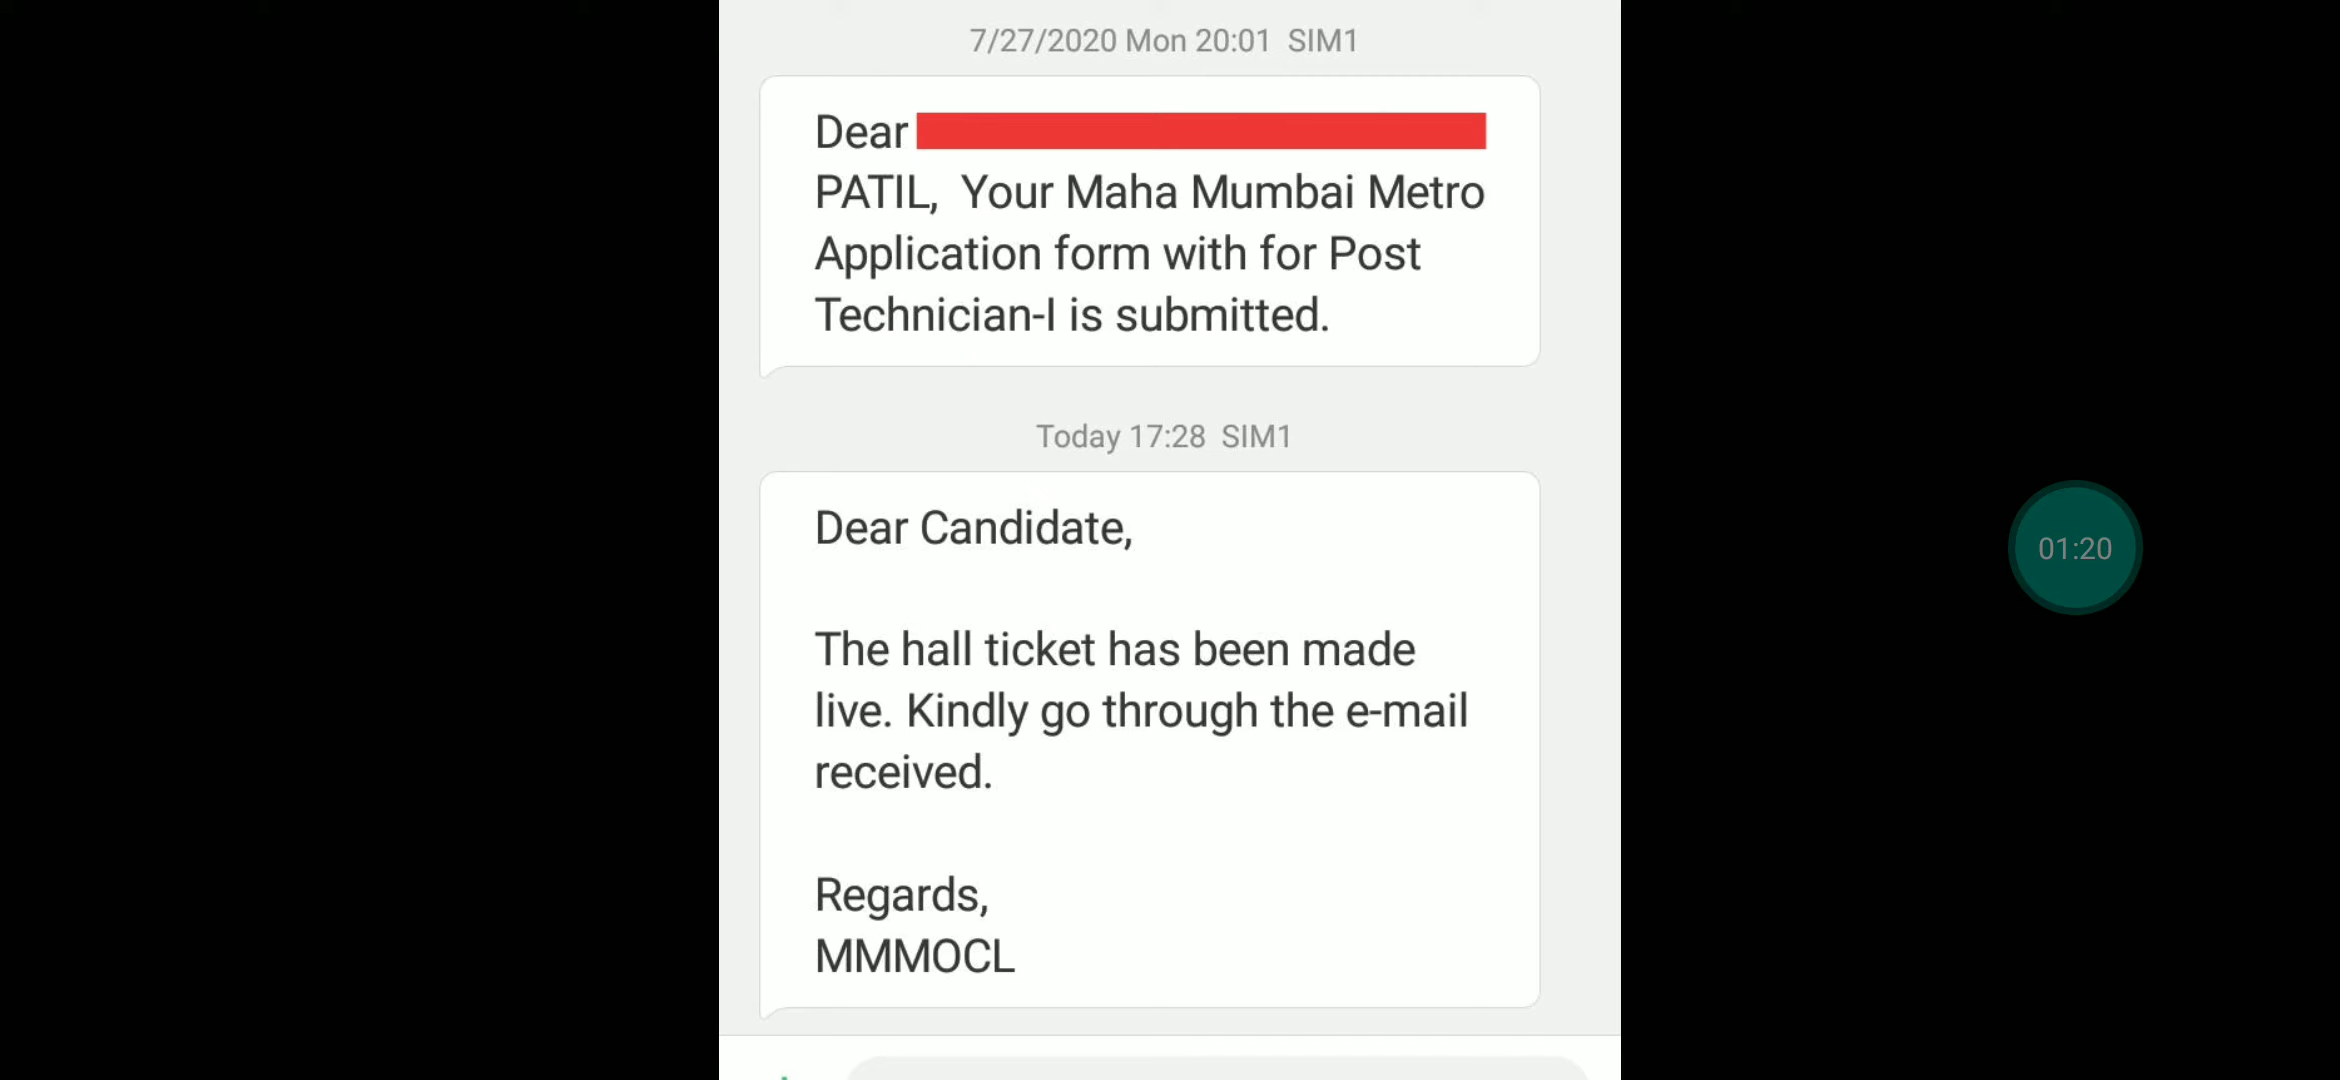 7/27/2020 Mon 20:01 SIM1
Dear
PATIL, Your Maha Mumbai Metro
Application form with for Post
Technician-I is submitted.
Today 17:28 SIM1
Dear Candidate,
The hall ticket has been made
live. Kindly go through the e-mail
received.
Regards,
MMMOCL
01:20